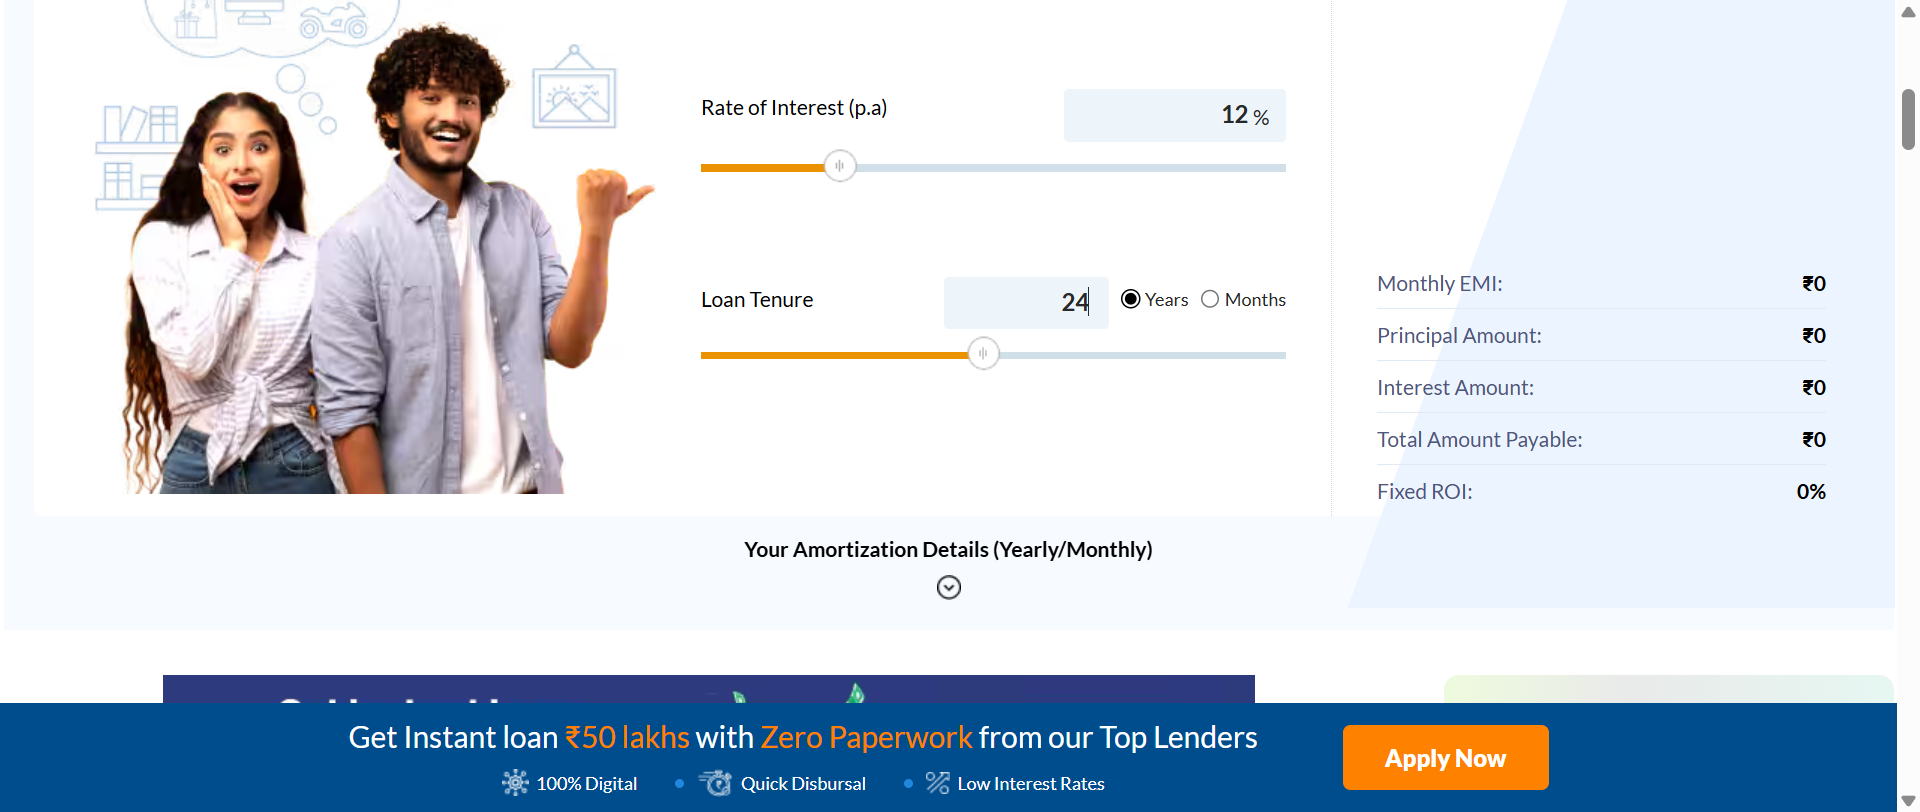 Rate of Interest (p.a)
12 %
Loan Tenure
24
Years
Months
Monthly EMI: ₹0
Principal Amount: ₹0
Interest Amount: ₹0
Total Amount Payable: ₹0
Fixed ROI: 0%
Your Amortization Details (Yearly/Monthly)
Get Instant loan ₹50 lakhs with Zero Paperwork from our Top Lenders
100% Digital
Quick Disbursal
Low Interest Rates
Apply Now